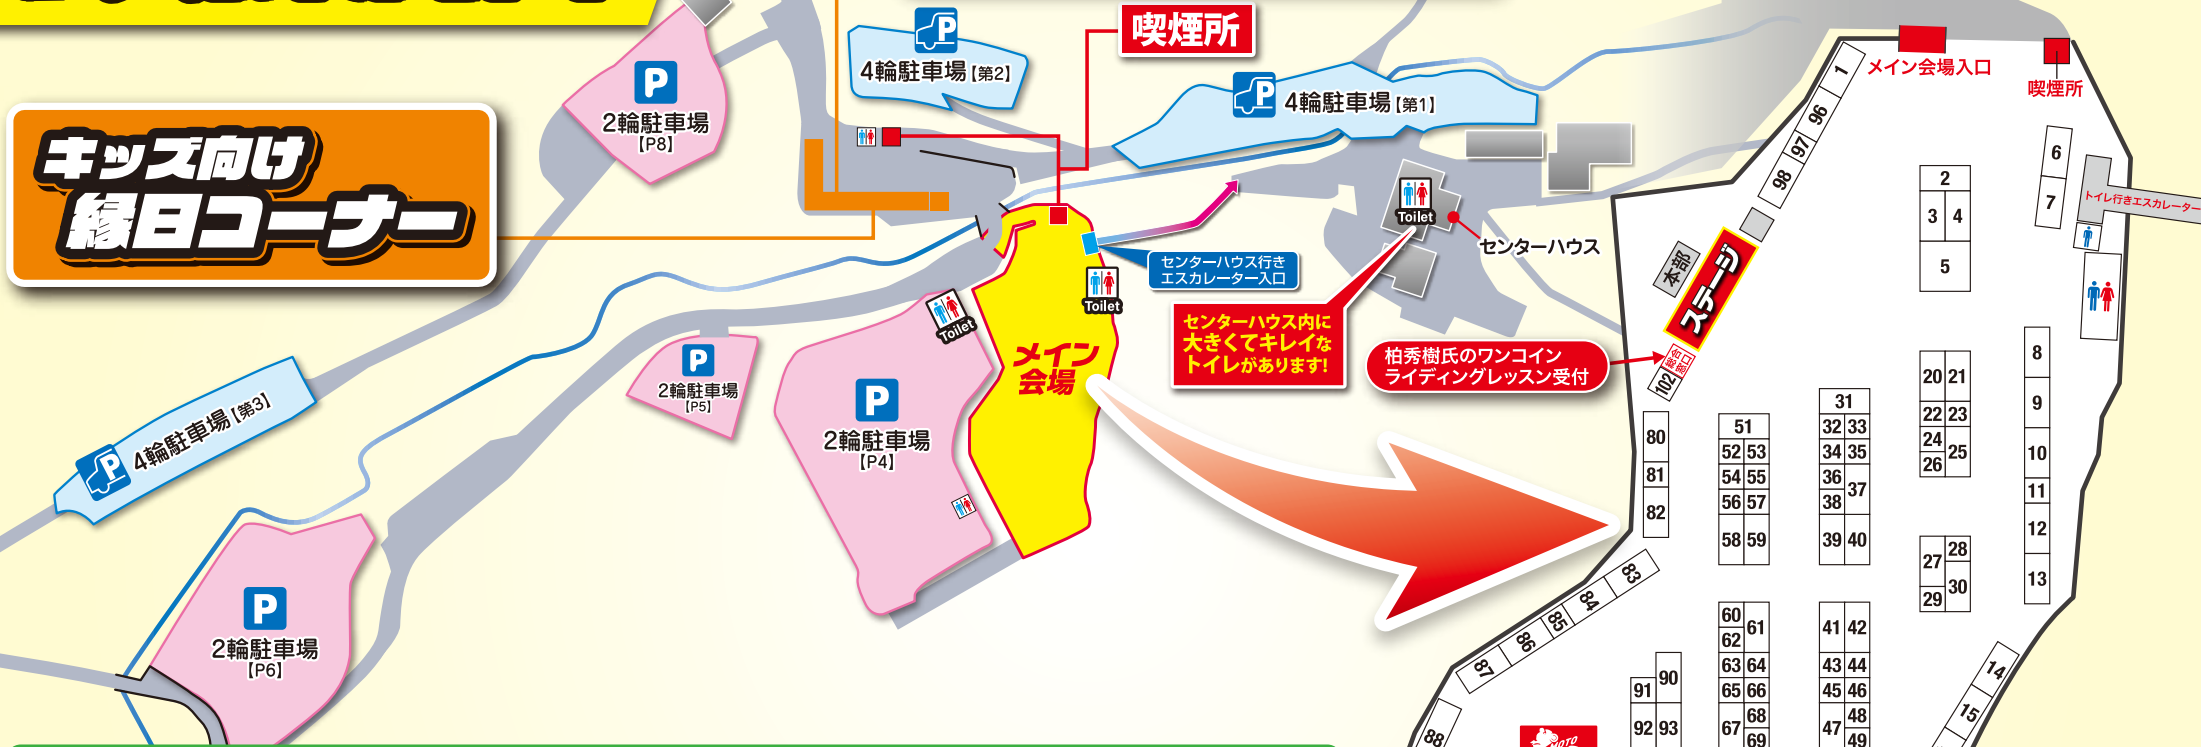 キッズ向け
縁日コーナー
P
2輪駐車場
【P8】
P
4輪駐車場【第2】
喫煙所
P
4輪駐車場【第1】
Toilet
センターハウス
センターハウス行き
エスカレーター入口
Toilet
センターハウス内に
大きくてキレイな
トイレがあります!
Toilet
メイン
会場
P
2輪駐車場
【P5】
P
2輪駐車場
【P4】
P
4輪駐車場【第3】
P
2輪駐車場
【P6】
柏秀樹氏のワンコイン
ライディングレッスン受付
メイン会場入口
喫煙所
トイレ行きエスカレーター
本部
ステージ
総合
窓口
102
1
96
97
98
2
3 4
5
6
7
8
9
10
11
12
13
14
15
20 21
22 23
24
25
26
27
28
29
30
31
32 33
34 35
36
37
38
39 40
41 42
43 44
45 46
47
48
49
51
52 53
54 55
56 57
58 59
60
61
62
63 64
65 66
67
68
69
80
81
82
83
84
85
86
87
88
90
91
92 93
MOTO